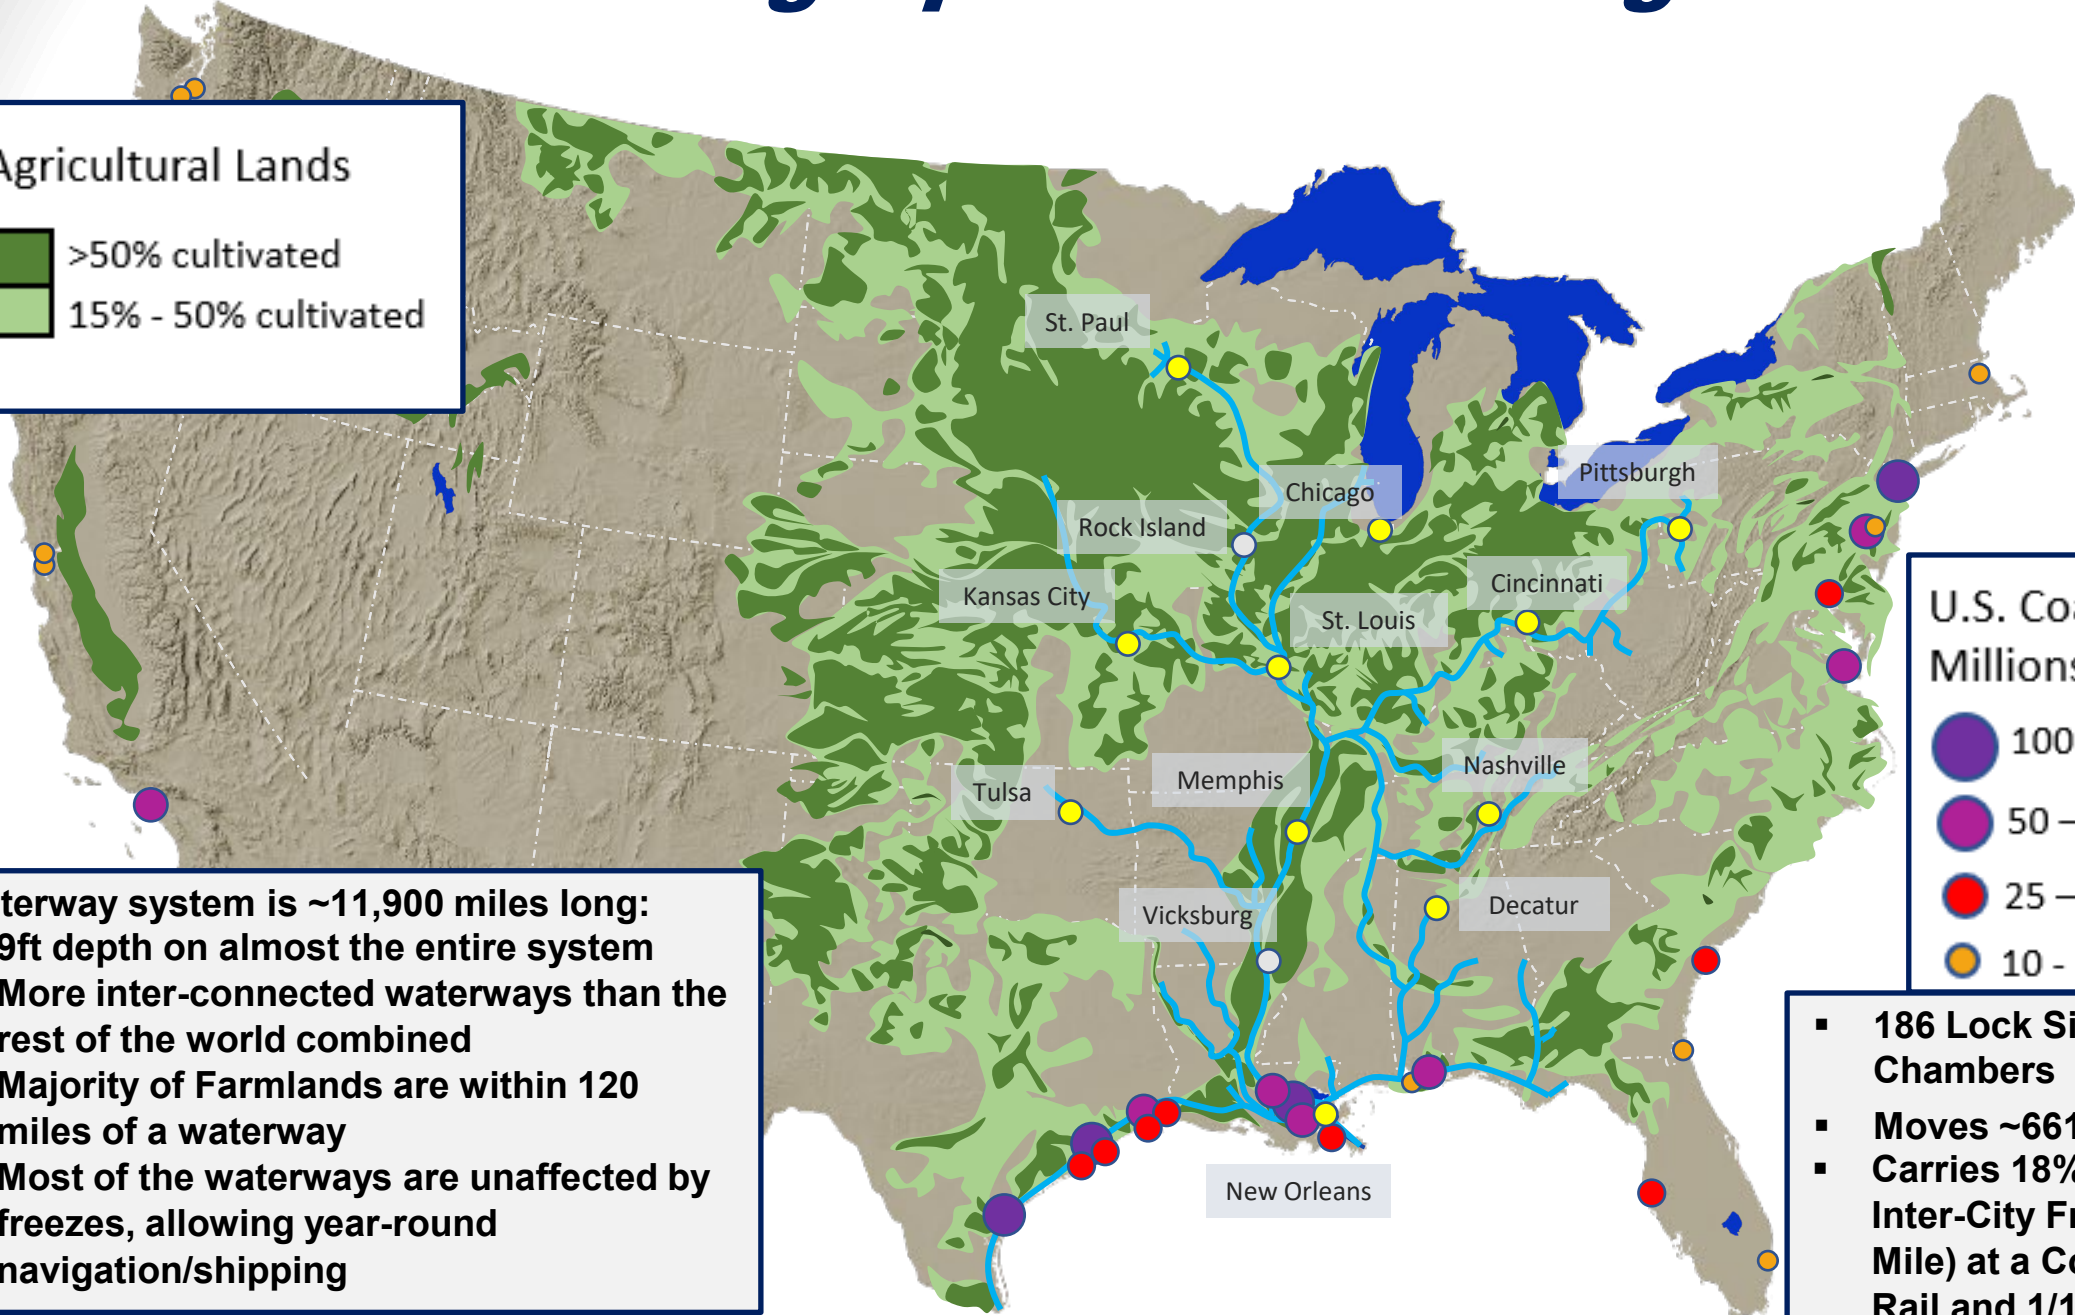 Agricultural Lands
>50% cultivated
15% - 50% cultivated
St. Paul
Chicago
Pittsburgh
Rock Island
Kansas City
Cincinnati
St. Louis
Tulsa
Memphis
Nashville
Vicksburg
Decatur
New Orleans
U.S. Coa
Millions
100
50 –
25 –
10 -
terway system is ~11,900 miles long:
9ft depth on almost the entire system
More inter-connected waterways than the
rest of the world combined
Majority of Farmlands are within 120
miles of a waterway
Most of the waterways are unaffected by
freezes, allowing year-round
navigation/shipping
▪ 186 Lock Si
Chambers
▪ Moves ~661
▪ Carries 18%
Inter-City Fr
Mile) at a Co
Rail and 1/1